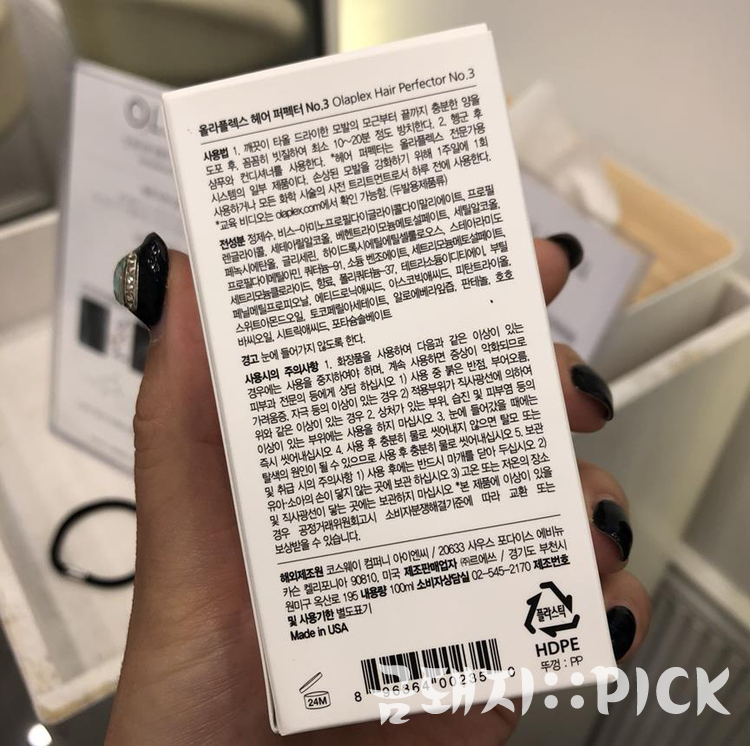 올라플렉스 헤어 퍼펙터 No.3 Olaplex Hair Perfector No.3
사용법 1. 깨끗이 타올 드라이한 모발의 모근부터 끝까지 충분한 양을
도포 후, 꼼꼼히 빗질하여 최소 10~20분 정도 방치한다. 2. 헹군 후
샴푸와 컨디셔너를 사용한다. *헤어 퍼펙터는 올라플렉스 전문가용
시스템의 일부 제품이다. 손상된 모발을 강화하기 위해 1주일에 1회
사용하거나 모든 화학 시술의 사전 트리트먼트로서 하루 전에 사용한다.
*교육 비디오는 olaplex.com에서 확인 가능함. (두발용제품류)
전성분 정제수, 비스-아미노프로필다이글라이콜다이말리에이트, 프로필
렌글라이콜, 세테아릴알코올, 베헨트라이모늄메토설페이트, 세틸알코올,
페녹시에탄올, 글리세린, 하이드록시에틸에틸셀룰로오스, 스테아라미도
프로필다이메틸아민, 쿼터늄-91, 소듐 벤조에이트, 세트리모늄메토설페이트,
세트리모늄클로라이드, 향료, 폴리쿼터늄-37, 테트라소듐이디티에이, 부틸
페닐메틸프로피오날, 에티드로닉애씨드, 아스코빅애씨드, 피탄트라이올,
스위트아몬드오일, 토코페릴아세테이트, 알로에베라잎즙, 판테놀, 호호
바씨오일, 시트릭애씨드, 포타슘솔베이트
경고 눈에 들어가지 않도록 한다.
사용시의 주의사항 1. 화장품을 사용하여 다음과 같은 이상이 있는
경우에는 사용을 중지하여야 하며, 계속 사용하면 증상이 악화되므로
피부과 전문의 등에게 상담 하십시오 1) 사용 중 붉은 반점, 부어오름,
가려움증, 자극 등의 이상이 있는 경우 2) 적용부위가 직사광선에 의하여
위와 같은 이상이 있는 경우 2. 상처가 있는 부위, 습진 및 피부염 등의
이상이 있는 부위에는 사용을 하지 마십시오 3. 눈에 들어갔을 때에는
즉시 씻어내십시오 4. 사용 후 충분히 물로 씻어내지 않으면 탈모 또는
탈색의 원인이 될 수 있으므로 사용 후 충분히 물로 씻어내십시오 5. 보관
및 취급 시의 주의사항 1) 사용 후에는 반드시 마개를 닫아 두십시오 2)
유아·소아의 손이 닿지 않는 곳에 보관 하십시오 3) 고온 또는 저온의 장소
및 직사광선이 닿는 곳에는 보관하지 마십시오 *본 제품에 이상이 있을
경우 공정거래위원회고시 소비자분쟁해결기준에 따라 교환 또는
보상받을 수 있습니다.
해외제조원 코스웨이 컴퍼니 아이엔씨 / 20633 사우스 포다이스 에비뉴
카슨 켈리포니아 90810, 미국 제조판매업자 ㈜르에쓰 / 경기도 부천시
원미구 옥산로 195 내용량 100ml 소비자상담실 02-545-2170 제조번호
및 사용기한 별도표기
Made in USA
플라스틱
HDPE
뚜껑 : PP
24M
8 96364 00235 0
금돼지::PICK